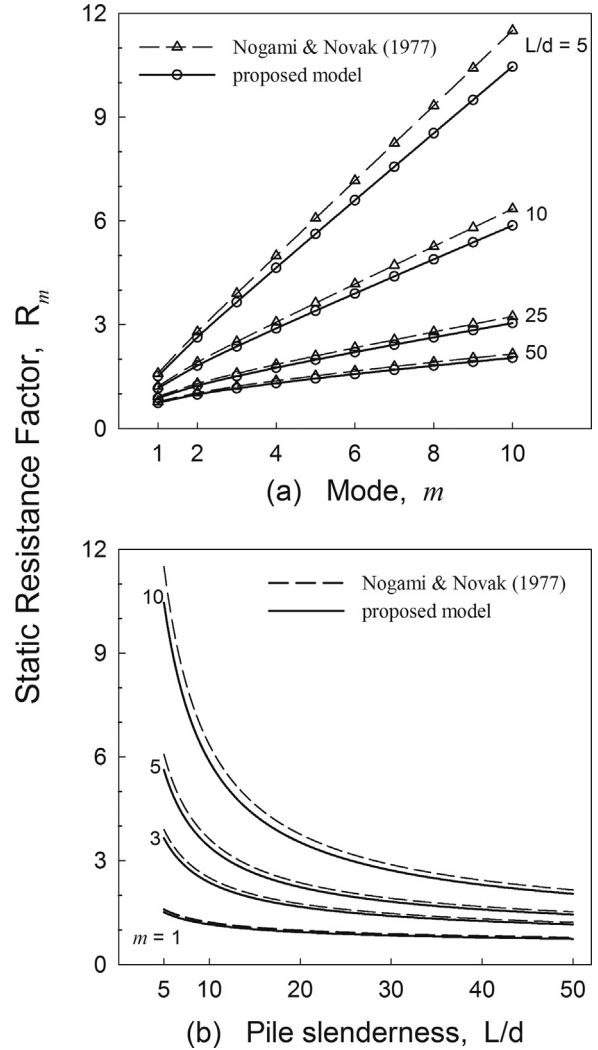 Static Resistance Factor, Rₘ
12
9
6
3
0
Nogami & Novak (1977)
proposed model
L/d = 5
10
25
50
1 2 4 6 8 10
(a) Mode, m
12
9
6
3
0
Nogami & Novak (1977)
proposed model
10
5
3
m = 1
5 10 20 30 40 50
(b) Pile slenderness, L/d